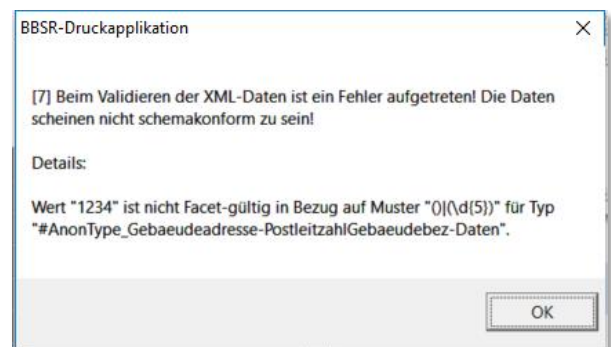 BBSR-Druckapplikation
[7] Beim Validieren der XML-Daten ist ein Fehler aufgetreten! Die Daten
scheinen nicht schemakonform zu sein!
Details:
Wert "1234" ist nicht Facet-gültig in Bezug auf Muster "()|(\d{5})" für Typ
"#AnonType_Gebaeudeadresse-PostleitzahlGebaeudebez-Daten".
OK